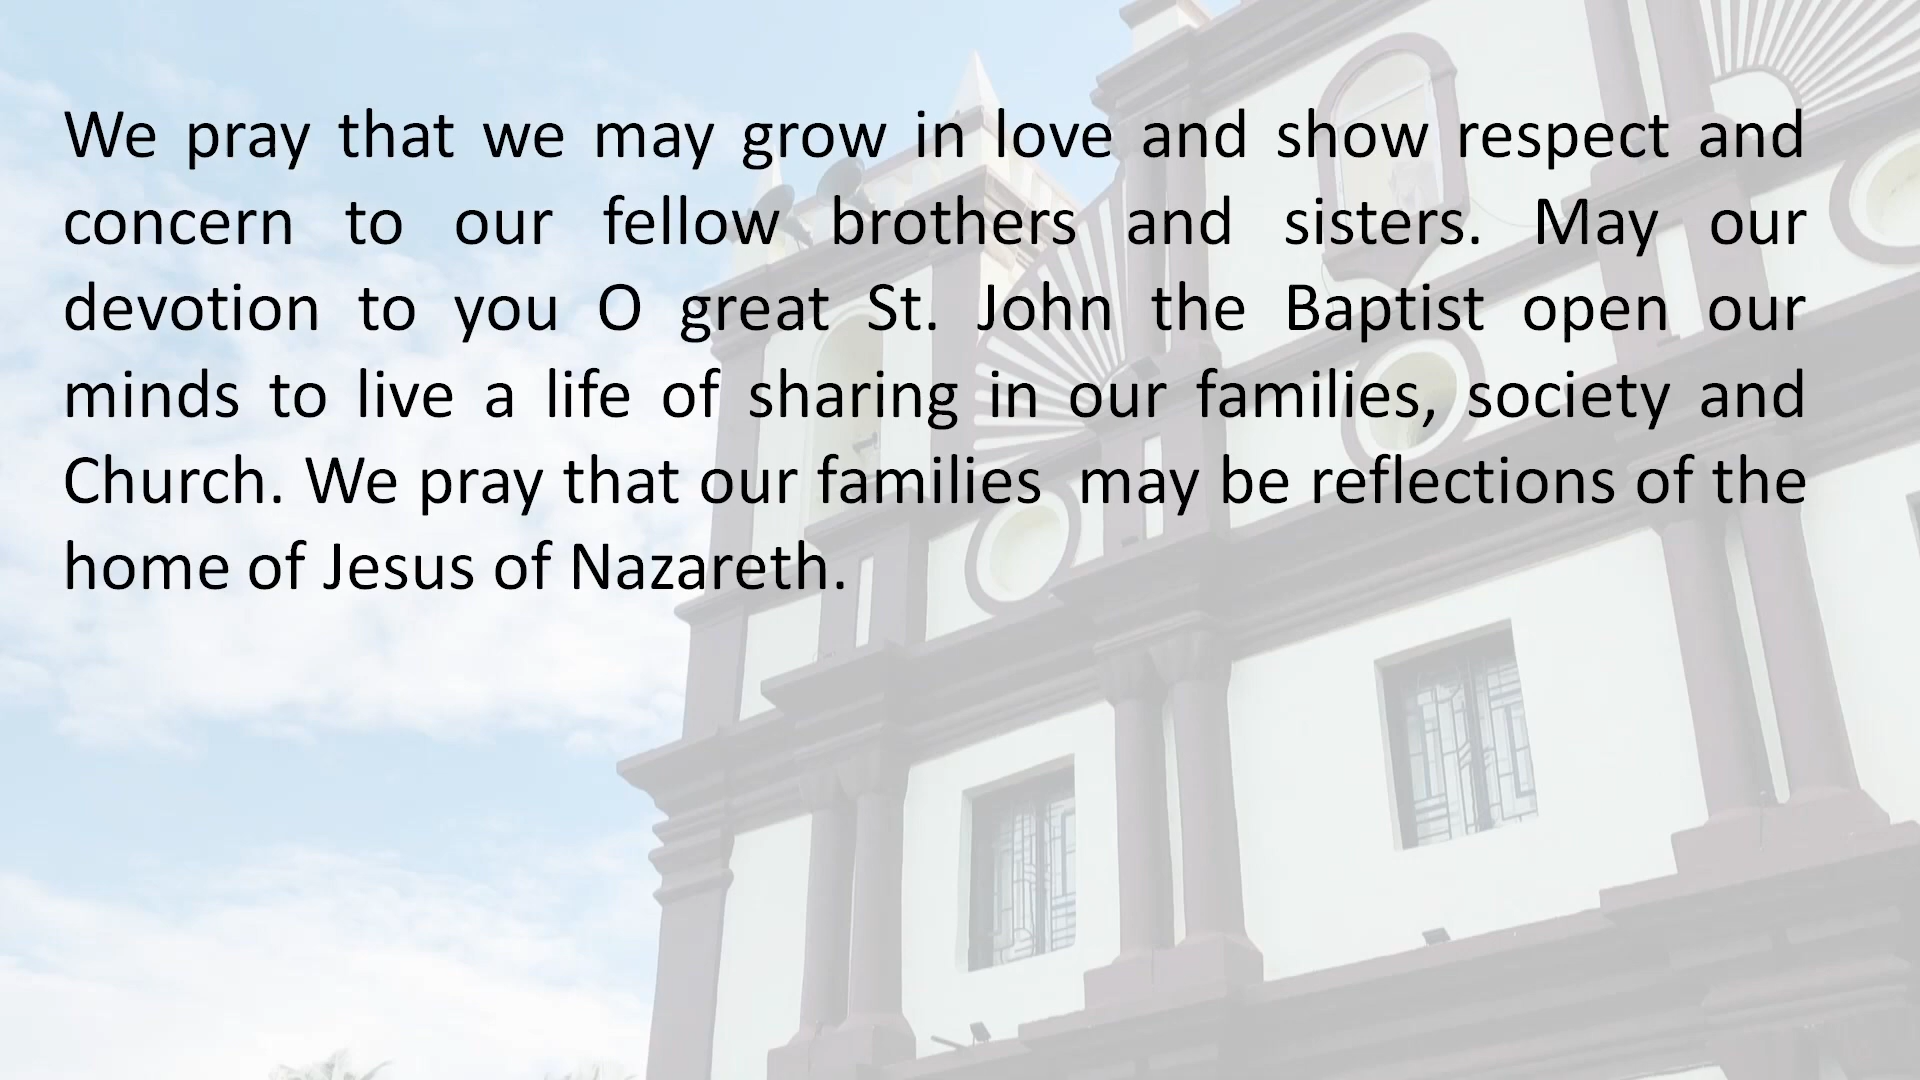 We pray that we may grow in love and show respect and
concern to our fellow brothers and sisters. May our
devotion to you O great St. John the Baptist open our
minds to live a life of sharing in our families, society and
Church. We pray that our families  may be reflections of the
home of Jesus of Nazareth.